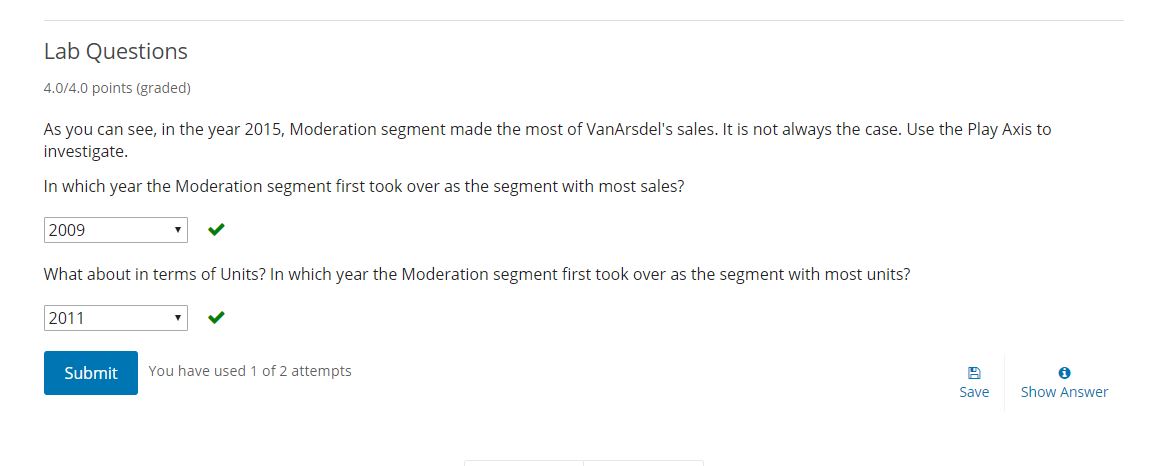 Lab Questions
4.0/4.0 points (graded)
As you can see, in the year 2015, Moderation segment made the most of VanArsdel's sales. It is not always the case. Use the Play Axis to
investigate.
In which year the Moderation segment first took over as the segment with most sales?
2009
What about in terms of Units? In which year the Moderation segment first took over as the segment with most units?
2011
Submit You have used 1 of 2 attempts
Save Show Answer